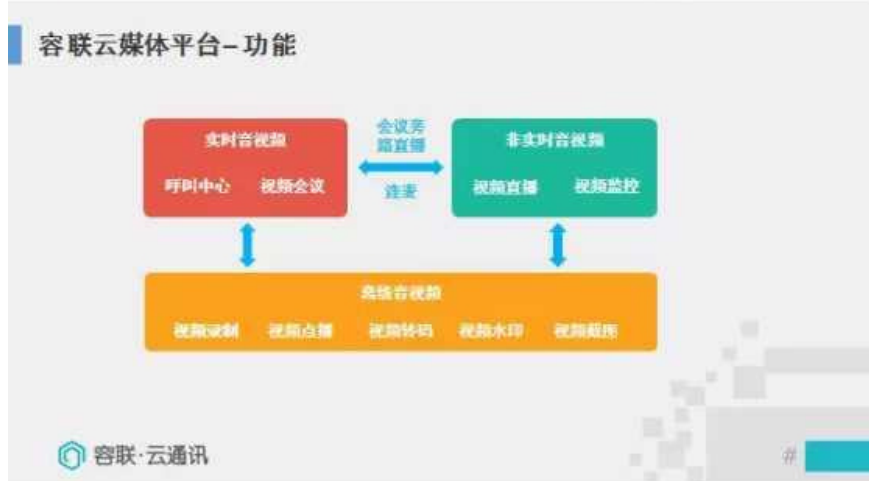 容联云媒体平台-功能
实时音视频
呼叫中心 视频会议
会议旁
路直播
连麦
非实时音视频
视频直播 视频监控
离线音视频
视频录制 视频点播 视频转码 视频水印 视频截图
容联·云通讯
#